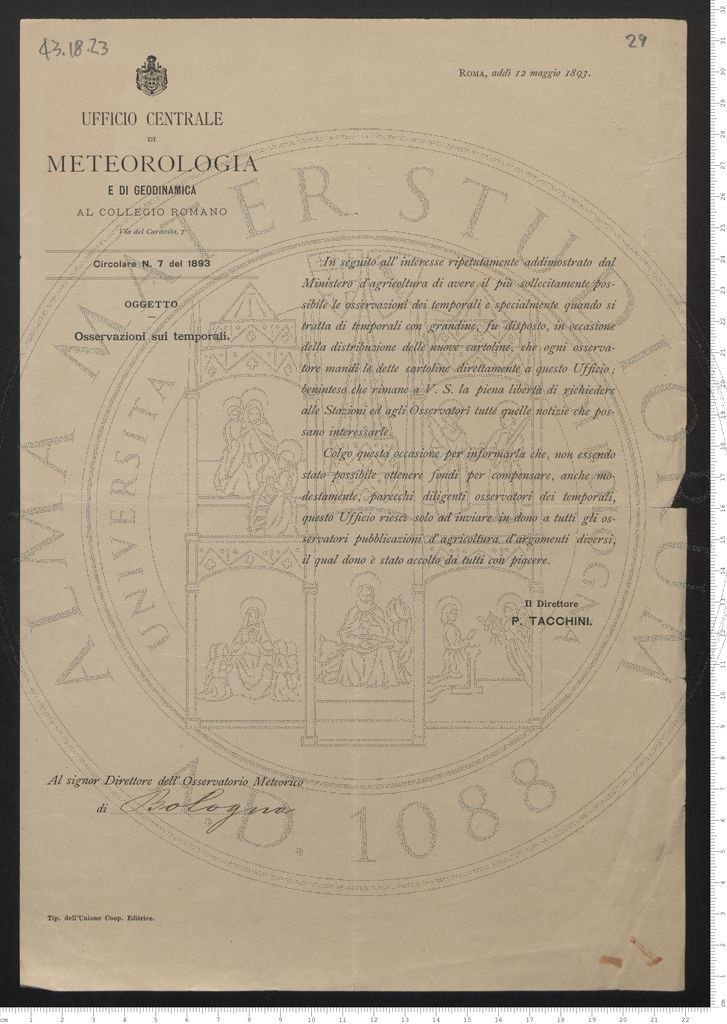 43.18.23
29
ROMA, addì 12 maggio 1893.
UFFICIO CENTRALE
DI
METEOROLOGIA
E DI GEODINAMICA
AL COLLEGIO ROMANO
Via del Caravita, 7
Circolare N. 7 del 1893
OGGETTO
Osservazioni sui temporali.
In seguito all'interesse ripetutamente addimostrato dal
Ministero d'agricoltura di avere il più sollecitamente pos-
sibile le osservazioni dei temporali e specialmente quando si
tratta di temporali con grandine, fu disposto, in occasione
della distribuzione delle nuove cartoline, che ogni osserva-
tore mandi le dette cartoline direttamente a questo Ufficio;
beninteso che rimane a V. S. la piena libertà di richiedere
alle Stazioni ed agli Osservatori tutte quelle notizie che pos-
sano interessarle.
Colgo questa occasione per informarla che, non essendo
stato possibile ottenere fondi per compensare, anche mo-
destamente, parecchi diligenti osservatori dei temporali,
questo Ufficio riescì solo ad inviare in dono a tutti gli os-
servatori pubblicazioni d'agricoltura d'argomenti diversi,
il qual dono è stato accolto da tutti con piacere.
Il Direttore
P. TACCHINI.
Al signor Direttore dell'Osservatorio Meteorico
di Bologna
Tip. dell'Unione Coop. Editrice.
ALMA MATER STUDIORUM
A.D. 1088
UNIVERSITA
BOLOGNA